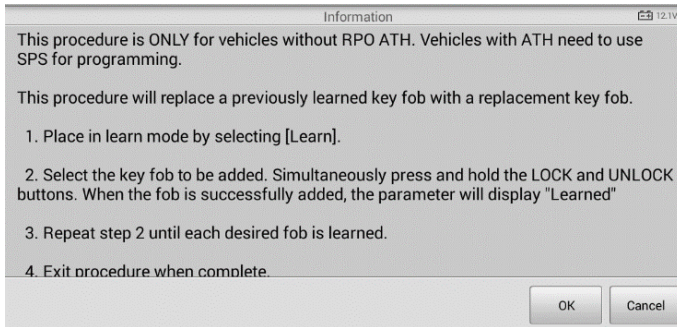 Information
12.1V
This procedure is ONLY for vehicles without RPO ATH. Vehicles with ATH need to use
SPS for programming.
This procedure will replace a previously learned key fob with a replacement key fob.
1. Place in learn mode by selecting [Learn].
2. Select the key fob to be added. Simultaneously press and hold the LOCK and UNLOCK
buttons. When the fob is successfully added, the parameter will display "Learned"
3. Repeat step 2 until each desired fob is learned.
4. Exit procedure when complete.
OK
Cancel